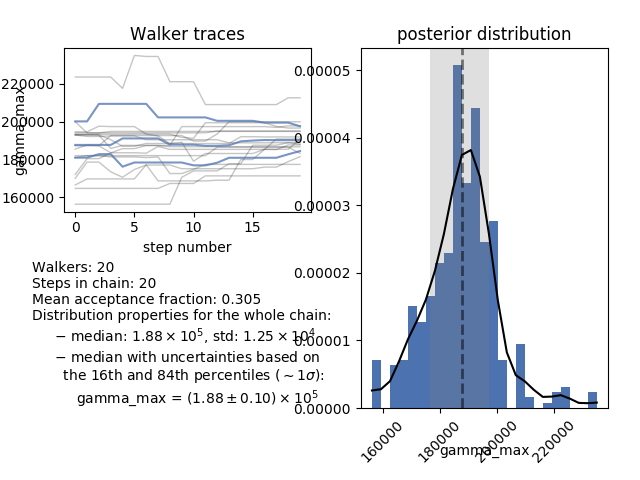 Walker traces
220000
200000
180000
160000
gamma_max
0
5
10
15
step number
Walkers: 20
Steps in chain: 20
Mean acceptance fraction: 0.305
Distribution properties for the whole chain:
− median: 1.88 × 10⁵, std: 1.25 × 10⁴
− median with uncertainties based on
the 16th and 84th percentiles (∼1σ):
gamma_max = (1.88 ± 0.10) × 10⁵
posterior distribution
0.00005
0.00004
0.00003
0.00002
0.00001
0.00000
160000
180000
200000
220000
gamma_max